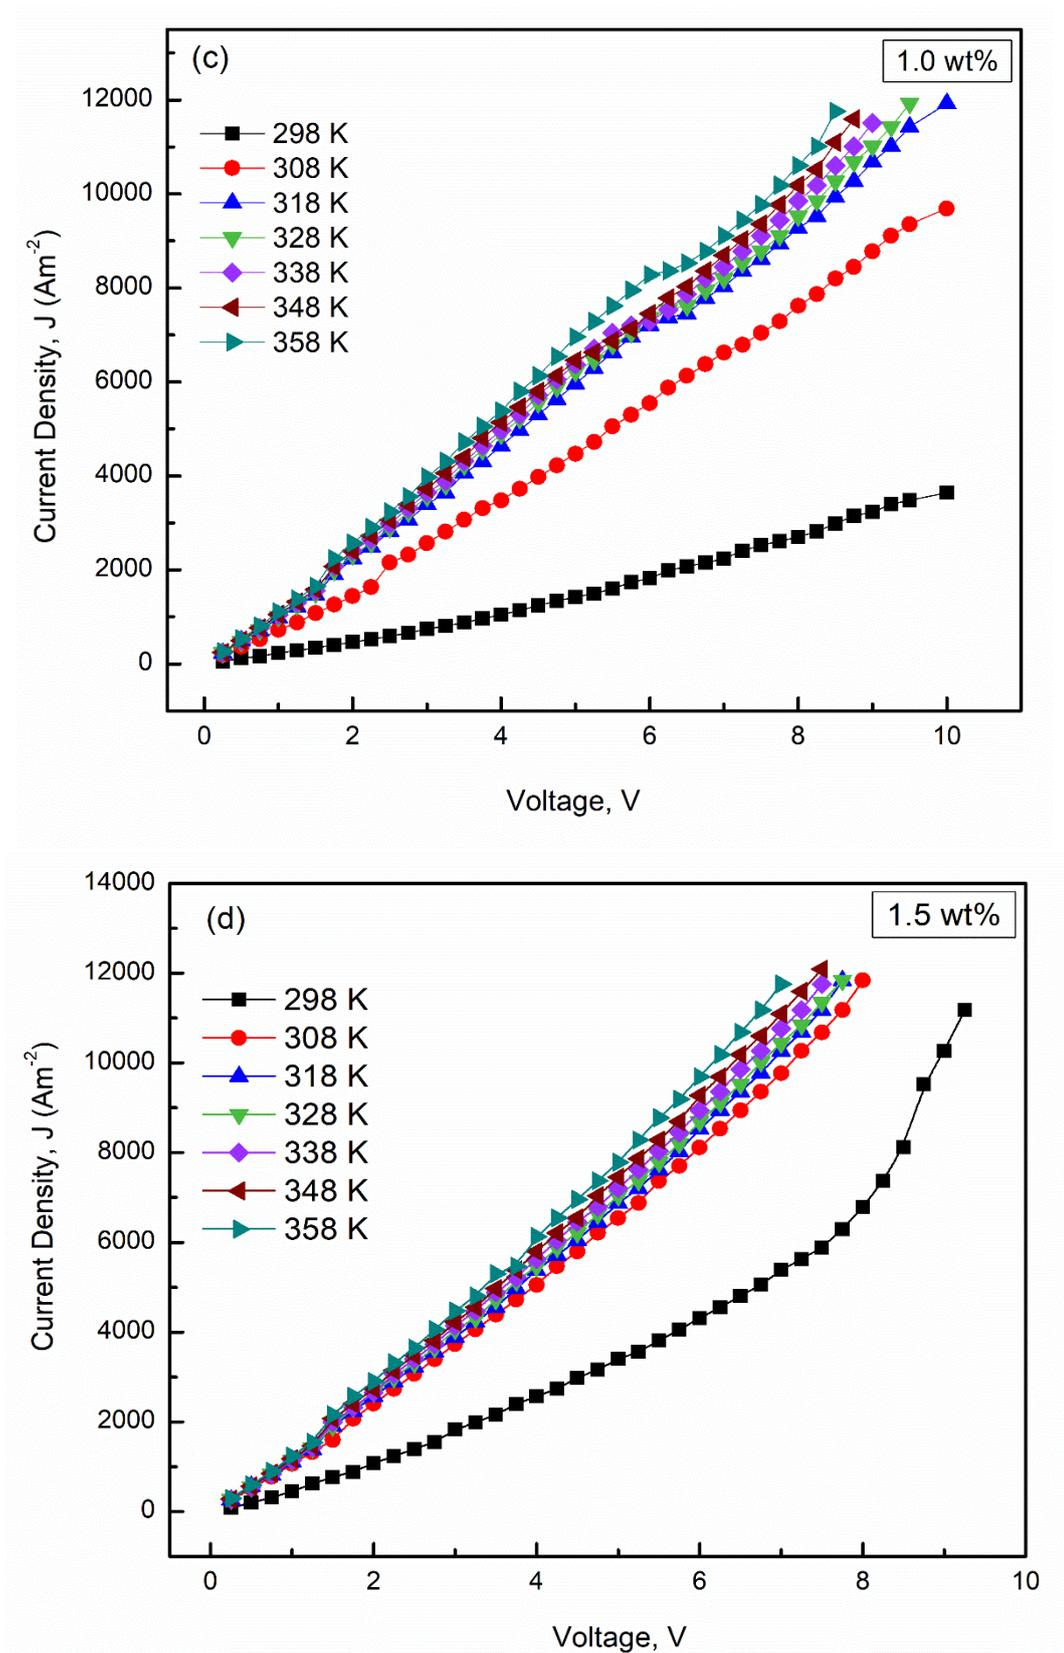 (c)
1.0 wt%
12000
10000
8000
6000
4000
2000
0
Current Density, J (Am⁻²)
298 K
308 K
318 K
328 K
338 K
348 K
358 K
0 2 4 6 8 10
Voltage, V
14000
12000
10000
8000
6000
4000
2000
0
Current Density, J (Am⁻²)
(d)
1.5 wt%
298 K
308 K
318 K
328 K
338 K
348 K
358 K
0 2 4 6 8 10
Voltage, V